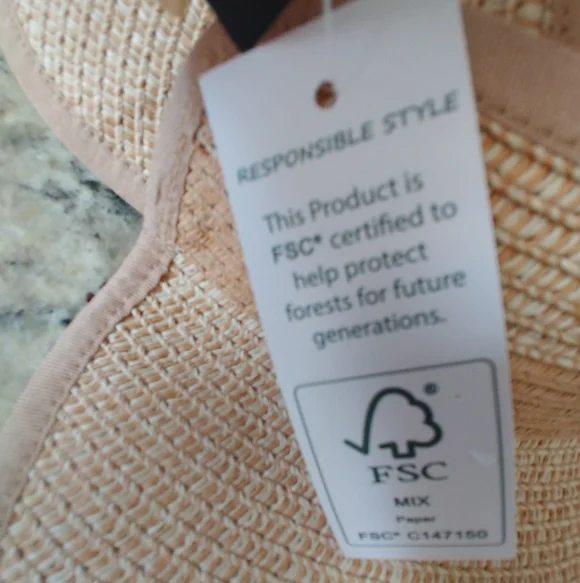 RESPONSIBLE STYLE
This Product is
FSC® certified to
help protect
forests for future
generations.
®
FSC
MIX
Paper
FSC® C147150